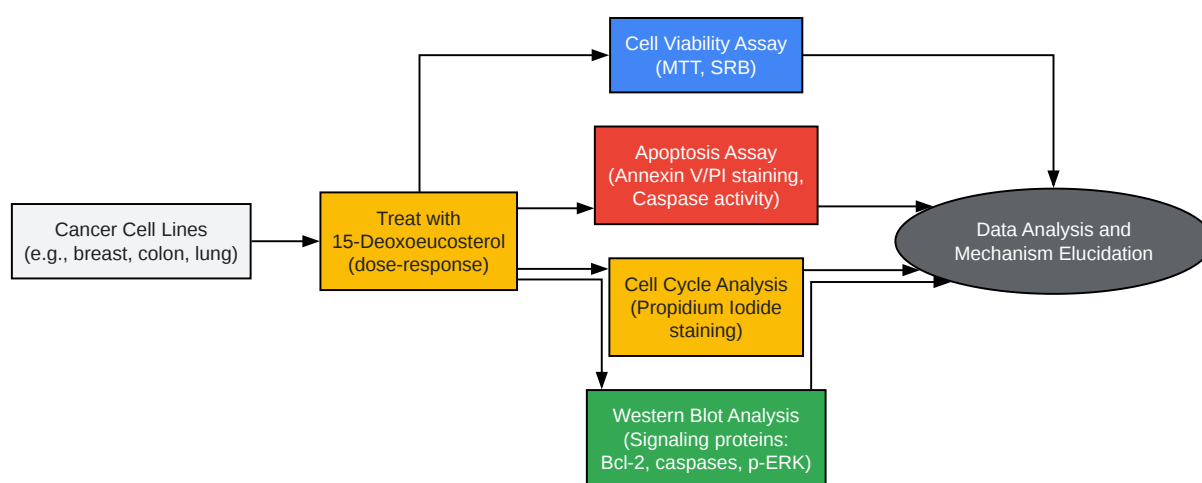 Cancer Cell Lines
(e.g., breast, colon, lung)
Treat with
15-Deoxoeucosterol
(dose-response)
Cell Viability Assay
(MTT, SRB)
Apoptosis Assay
(Annexin V/PI staining,
Caspase activity)
Cell Cycle Analysis
(Propidium Iodide
staining)
Western Blot Analysis
(Signaling proteins:
Bcl-2, caspases, p-ERK)
Data Analysis and
Mechanism Elucidation